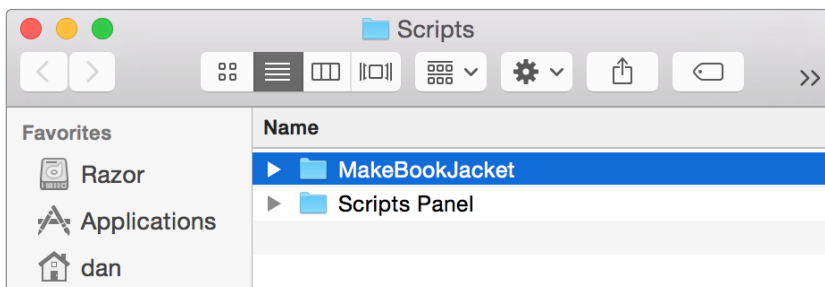 Scripts
Favorites
Razor
Applications
dan
Name
MakeBookJacket
Scripts Panel